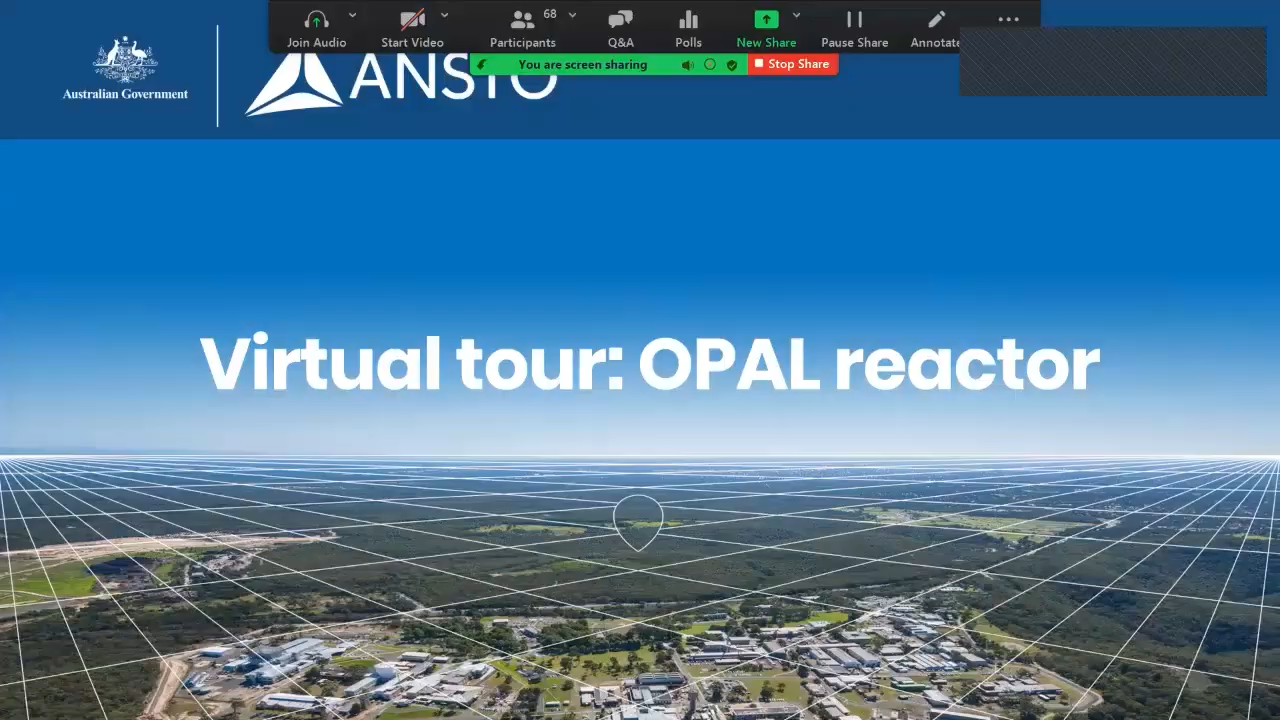 Join Audio
Start Video
Participants
68
Q&A
Polls
New Share
Pause Share
Annotate
You are screen sharing
Stop Share
Australian Government
ANSTO
Virtual tour: OPAL reactor